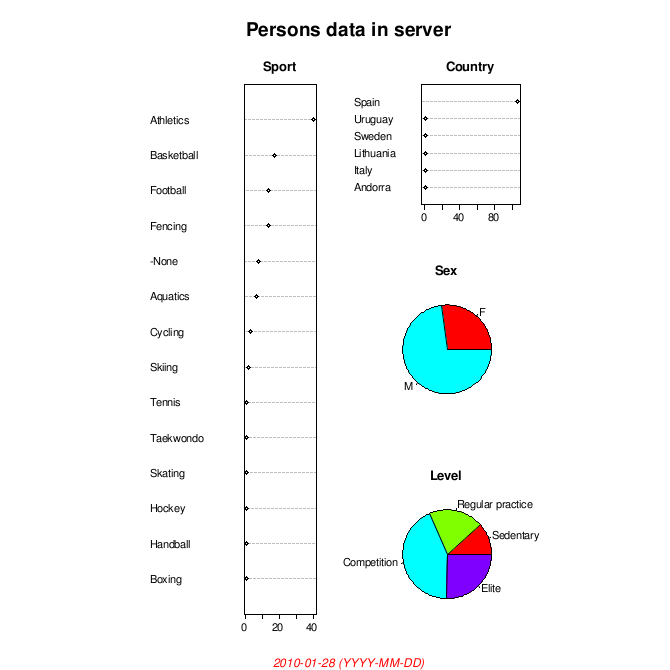 Persons data in server
Sport
Athletics
Basketball
Football
Fencing
-None
Aquatics
Cycling
Skiing
Tennis
Taekwondo
Skating
Hockey
Handball
Boxing
0 20 40
Country
Spain
Uruguay
Sweden
Lithuania
Italy
Andorra
0 40 80
Sex
F
M
Level
Regular practice
Sedentary
Competition
Elite
2010-01-28 (YYYY-MM-DD)